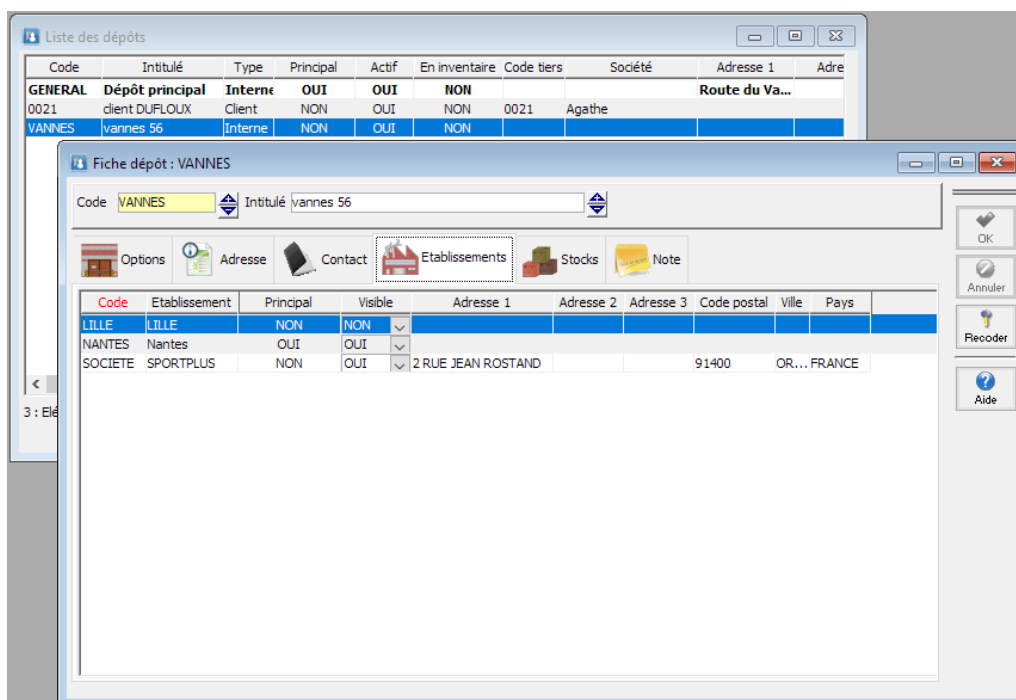 Liste des dépôts
Code Intitulé Type Principal Actif En inventaire Code tiers Société Adresse 1 Adre
GENERAL Dépôt principal Interne OUI OUI NON Route du Va...
0021 client DUFLOUX Client NON OUI NON 0021 Agathe
VANNES vannes 56 Interne NON OUI NON
Fiche dépôt : VANNES
Code VANNES Intitulé vannes 56
OK
Annuler
Recoder
Aide
Options Adresse Contact Etablissements Stocks Note
Code Etablissement Principal Visible Adresse 1 Adresse 2 Adresse 3 Code postal Ville Pays
LILLE LILLE NON NON
NANTES Nantes OUI OUI
SOCIETE SPORTPLUS NON OUI 2 RUE JEAN ROSTAND 91400 OR... FRANCE
3 : Elé